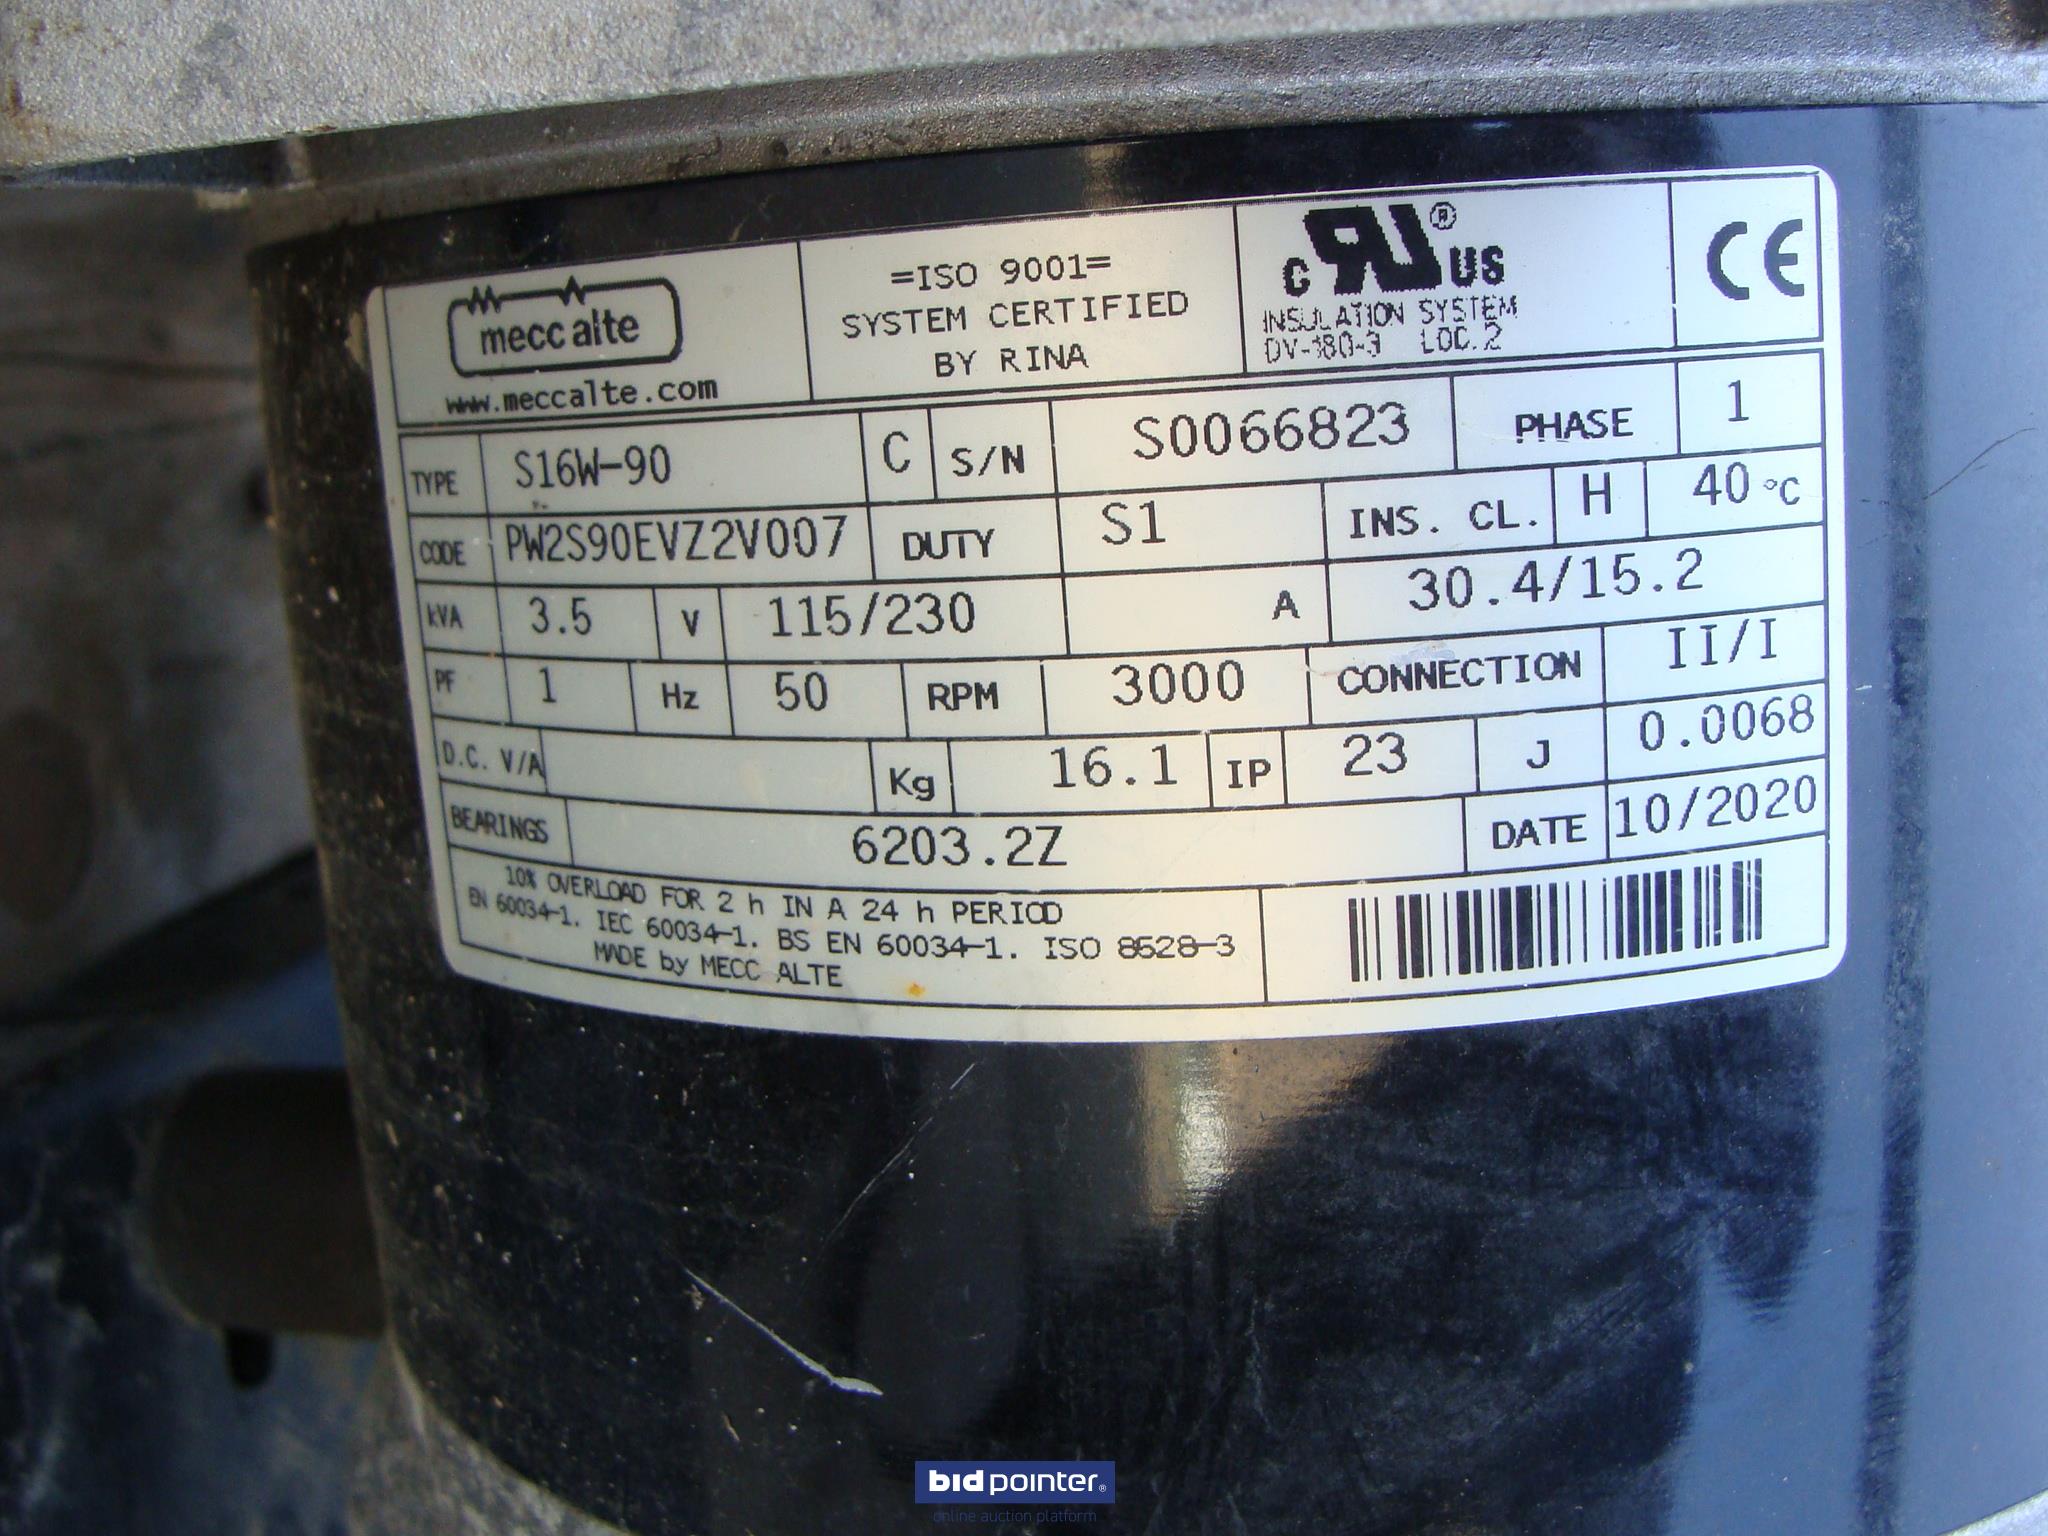 mecc alte
www.meccalte.com
=ISO 9001=
SYSTEM CERTIFIED
BY RINA
c RU ® US
INSULATION SYSTEM
DV-180-3 LOC.2
CE
TYPE S16W-90 C S/N S0066823 PHASE 1
CODE PW2S90EVZ2V007 DUTY S1 INS. CL. H 40 °C
kVA 3.5 V 115/230 A 30.4/15.2
PF 1 Hz 50 RPM 3000 CONNECTION II/I
D.C. V/A Kg 16.1 IP 23 J 0.0068
BEARINGS 6203.2Z DATE 10/2020
10% OVERLOAD FOR 2 h IN A 24 h PERIOD
EN 60034-1. IEC 60034-1. BS EN 60034-1. ISO 8528-3
MADE by MECC ALTE
bidpointer®
online auction platform